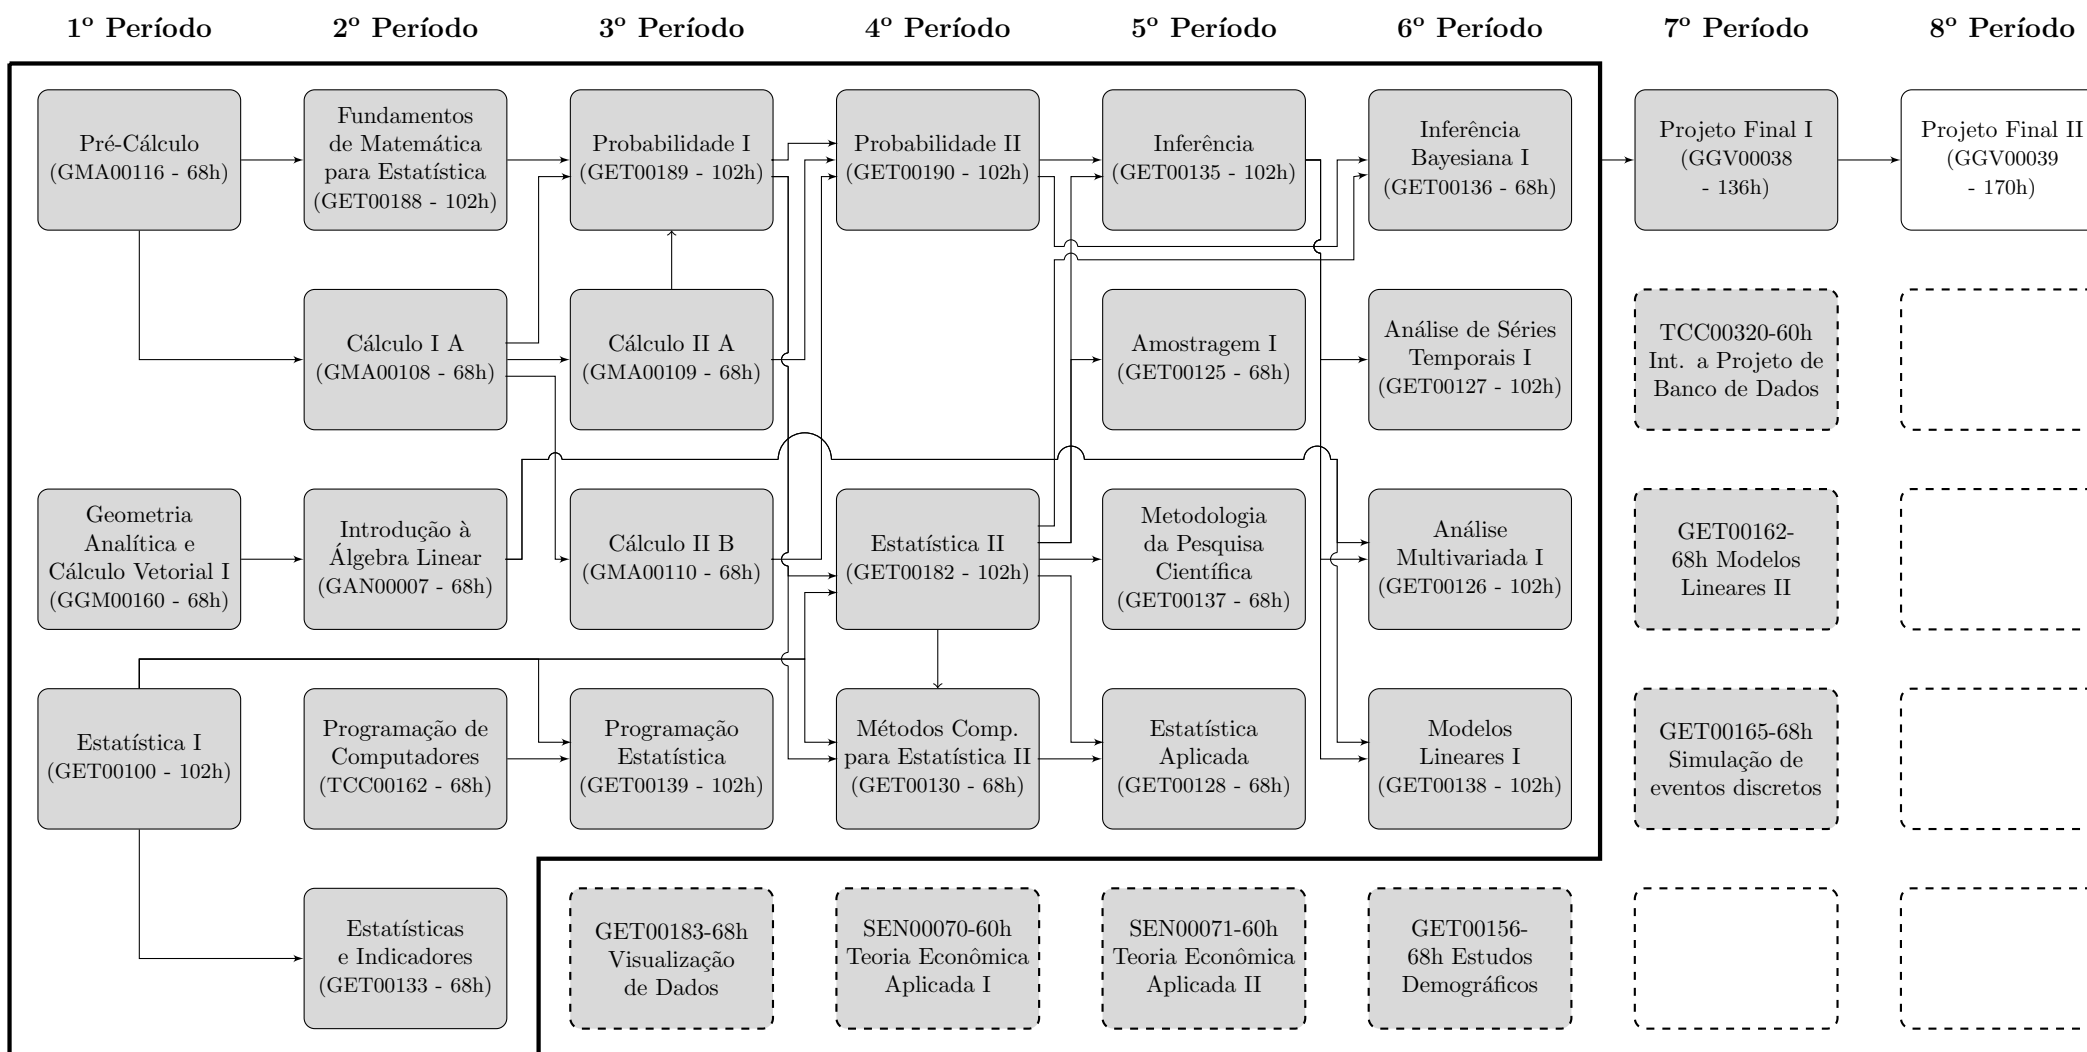 1º Período
2º Período
3º Período
4º Período
5º Período
6º Período
7º Período
8º Período
Pré-Cálculo
(GMA00116 - 68h)
Fundamentos
de Matemática
para Estatística
(GET00188 - 102h)
Probabilidade I
(GET00189 - 102h)
Probabilidade II
(GET00190 - 102h)
Inferência
(GET00135 - 102h)
Inferência
Bayesiana I
(GET00136 - 68h)
Projeto Final I
(GGV00038
- 136h)
Projeto Final II
(GGV00039
- 170h)
Cálculo I A
(GMA00108 - 68h)
Cálculo II A
(GMA00109 - 68h)
Amostragem I
(GET00125 - 68h)
Análise de Séries
Temporais I
(GET00127 - 102h)
TCC00320-60h
Int. a Projeto de
Banco de Dados
Geometria
Analítica e
Cálculo Vetorial I
(GGM00160 - 68h)
Introdução à
Álgebra Linear
(GAN00007 - 68h)
Cálculo II B
(GMA00110 - 68h)
Estatística II
(GET00182 - 102h)
Metodologia
da Pesquisa
Científica
(GET00137 - 68h)
Análise
Multivariada I
(GET00126 - 102h)
GET00162-
68h Modelos
Lineares II
Estatística I
(GET00100 - 102h)
Programação de
Computadores
(TCC00162 - 68h)
Programação
Estatística
(GET00139 - 102h)
Métodos Comp.
para Estatística II
(GET00130 - 68h)
Estatística
Aplicada
(GET00128 - 68h)
Modelos
Lineares I
(GET00138 - 102h)
GET00165-68h
Simulação de
eventos discretos
Estatísticas
e Indicadores
(GET00133 - 68h)
GET00183-68h
Visualização
de Dados
SEN00070-60h
Teoria Econômica
Aplicada I
SEN00071-60h
Teoria Econômica
Aplicada II
GET00156-
68h Estudos
Demográficos